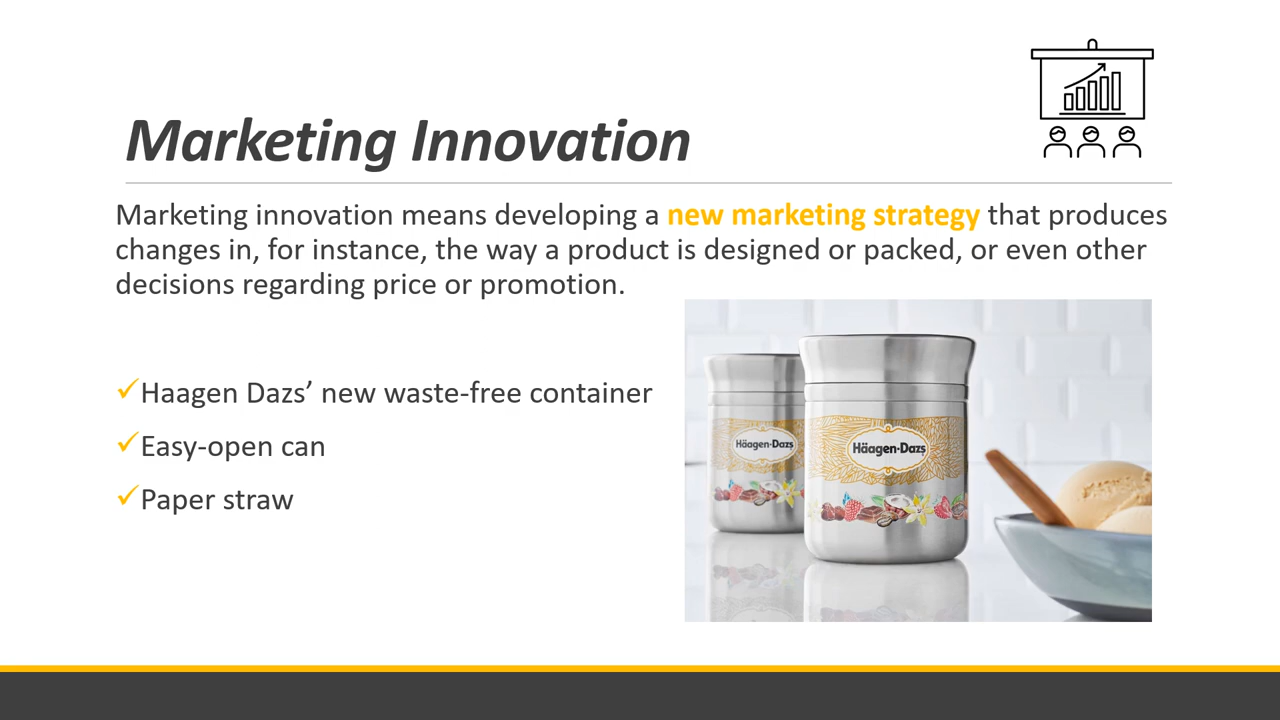 Marketing Innovation
Marketing innovation means developing a new marketing strategy that produces
changes in, for instance, the way a product is designed or packed, or even other
decisions regarding price or promotion.
Haagen Dazs’ new waste-free container
Easy-open can
Paper straw
Häagen-Dazs
Häagen-Dazs